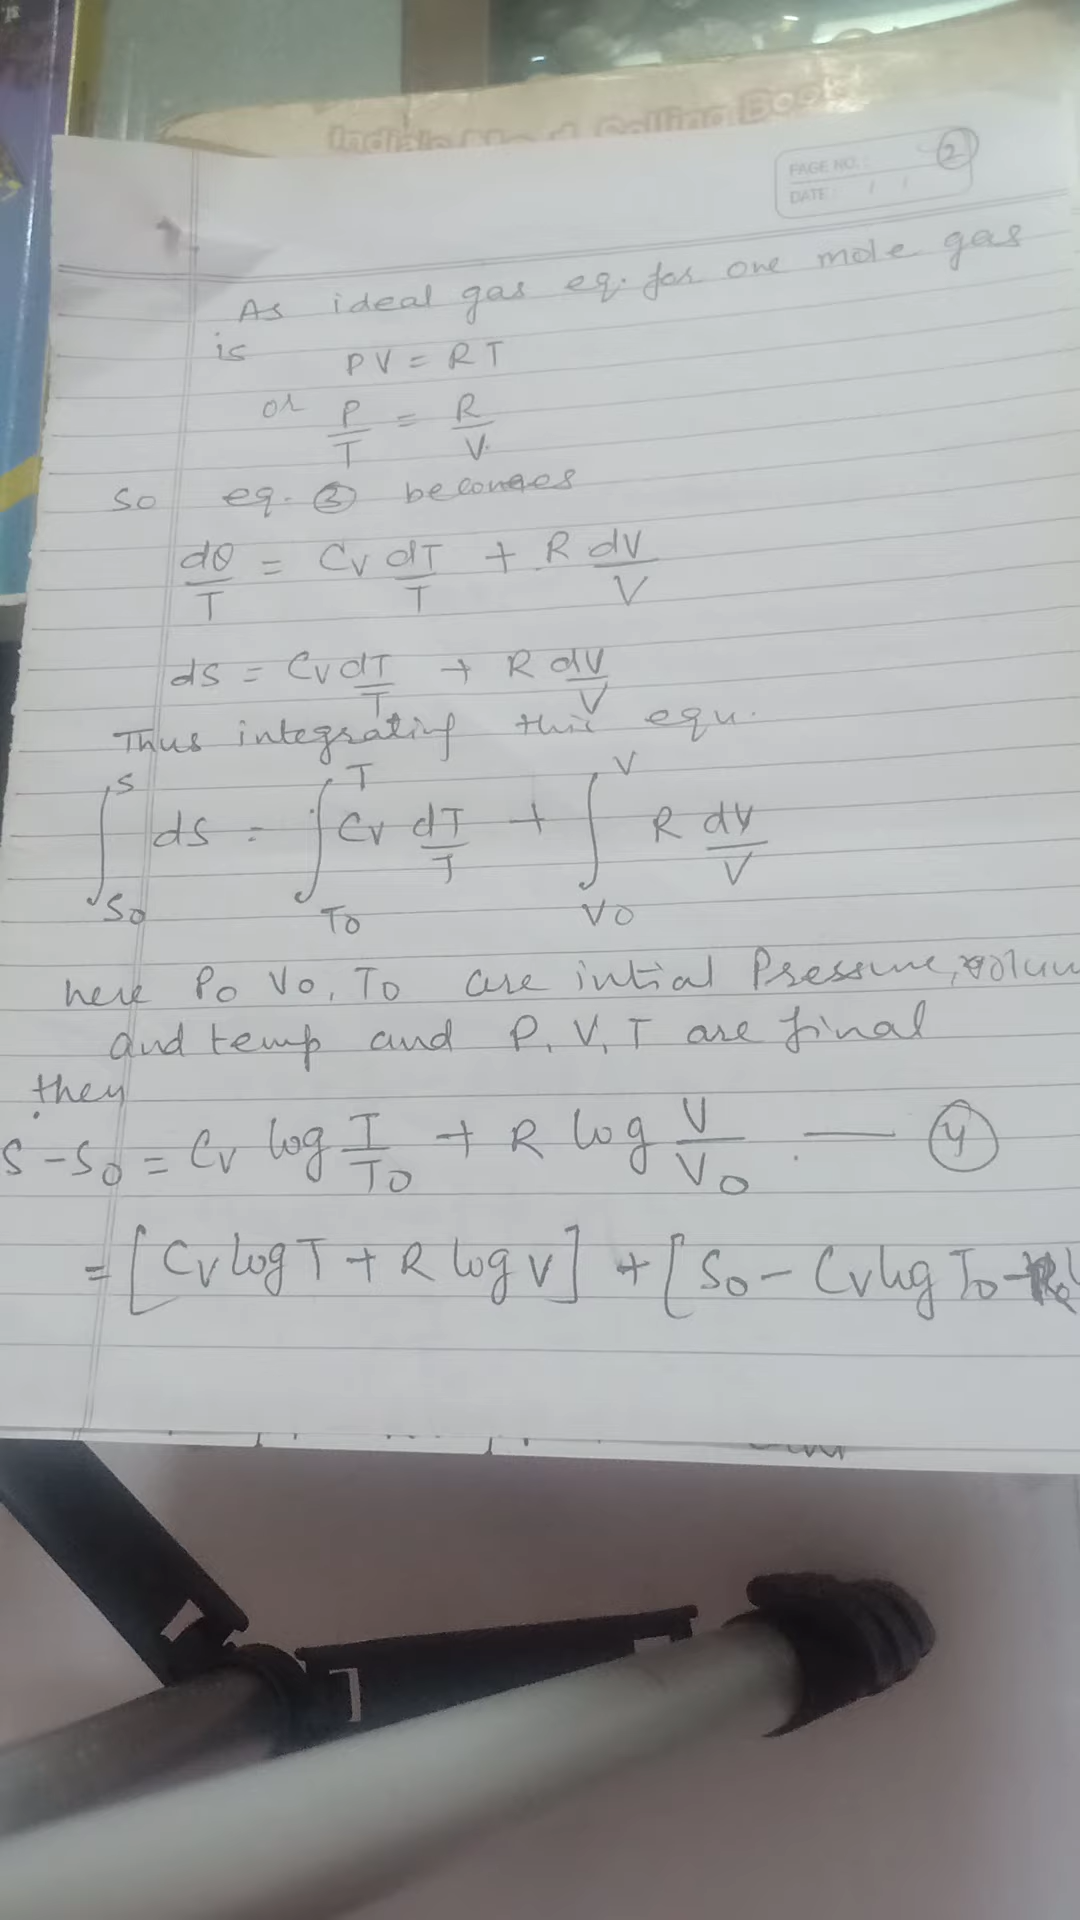 PAGE NO.: 2
DATE: / /
As ideal gas eq. for one mole gas
is PV = RT
or P/T = R/V.
So eq. ③ becomes
dQ/T = Cv dT/T + R dV/V
ds = Cv dT/T + R dV/V
Thus integrating this equ.
∫_{S0}^{S} ds = ∫_{T0}^{T} Cv dT/T + ∫_{V0}^{V} R dV/V
here P0 V0, T0 are intial Pressure, volum
and temp and P, V, T are final
they
S - S0 = Cv log T/T0 + R log V/V0 — ④
= [Cv log T + R log V] + [S0 - Cv log T0 -